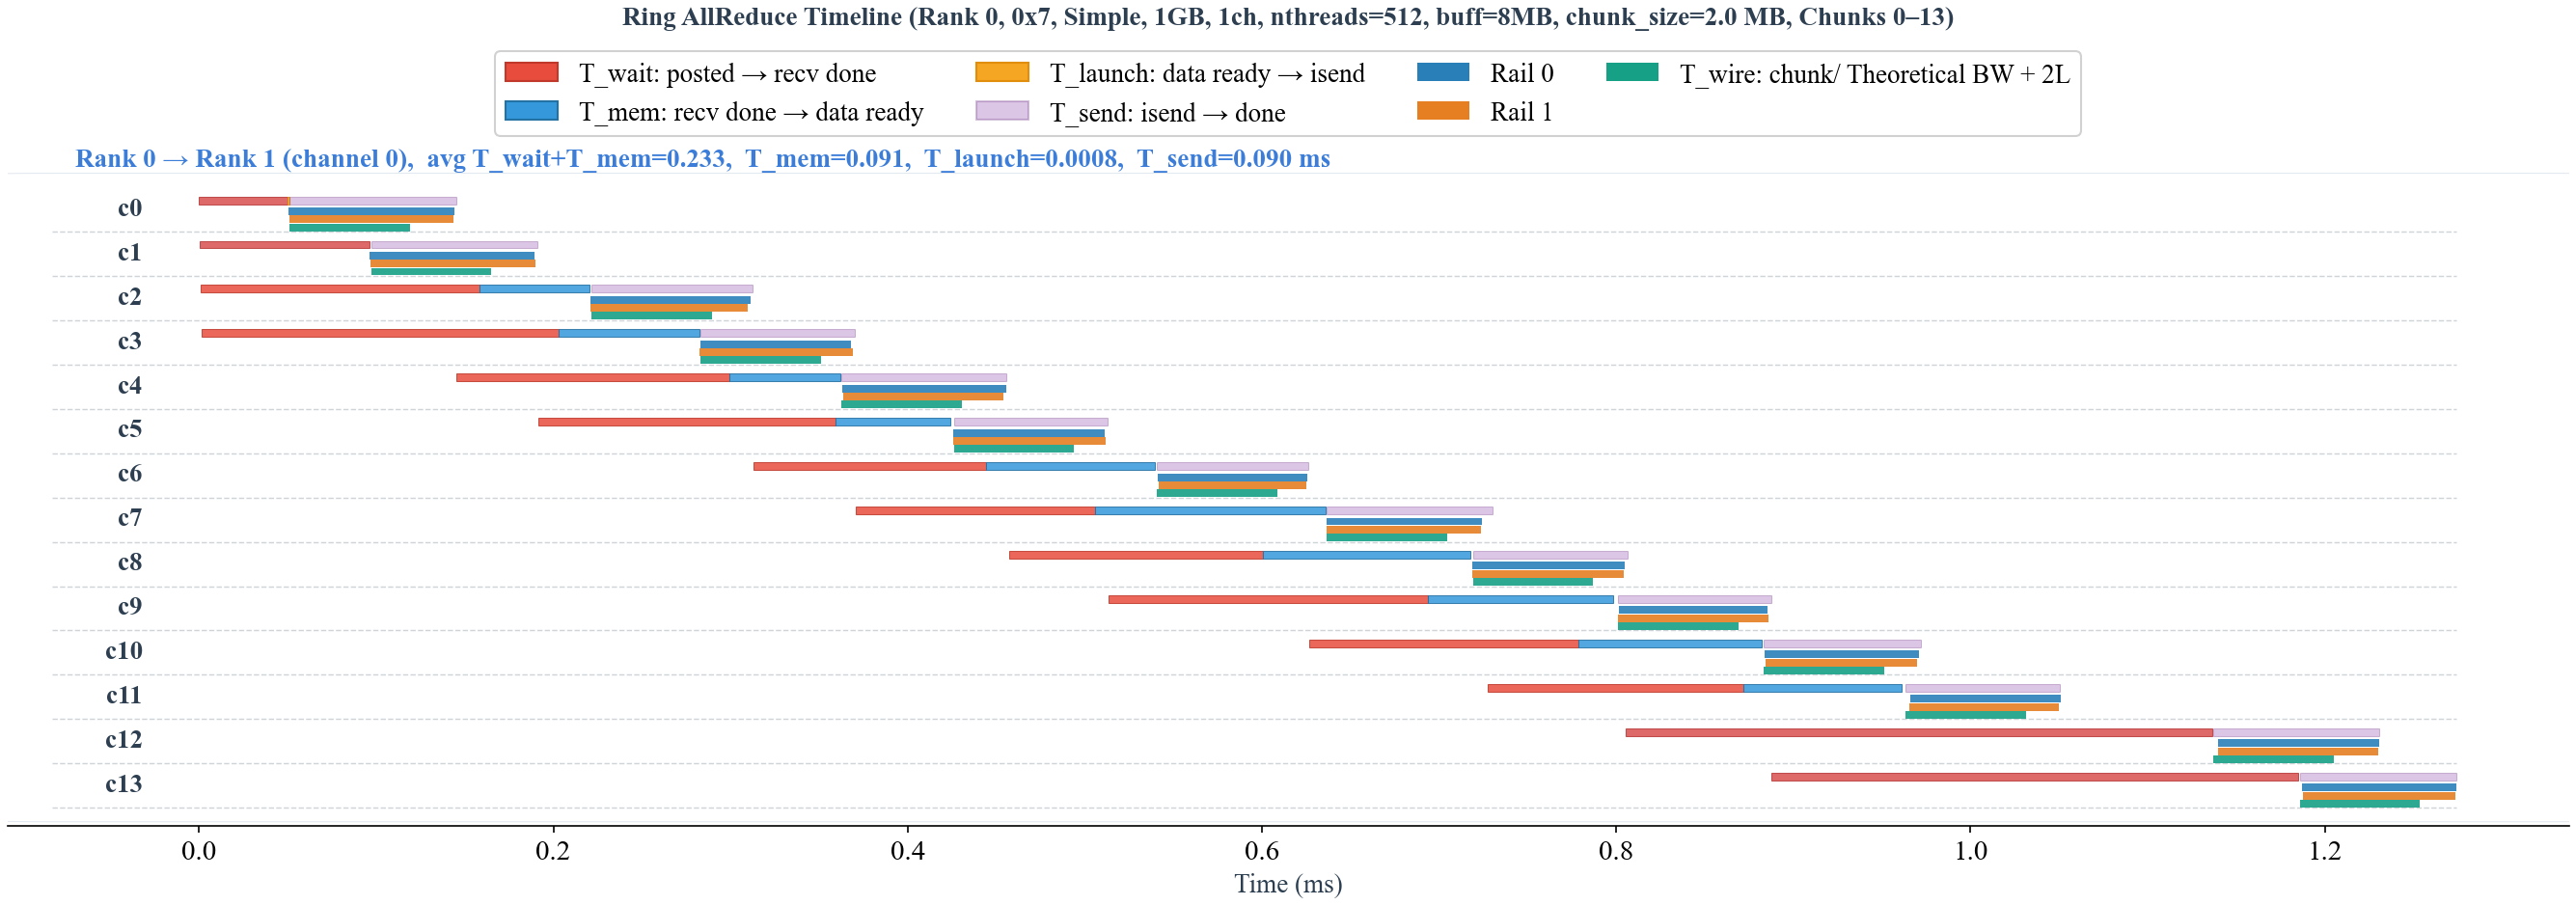 Ring AllReduce Timeline (Rank 0, 0x7, Simple, 1GB, 1ch, nthreads=512, buff=8MB, chunk_size=2.0 MB, Chunks 0–13)
T_wait: posted → recv done
T_mem: recv done → data ready
T_launch: data ready → isend
T_send: isend → done
Rail 0
Rail 1
T_wire: chunk/ Theoretical BW + 2L
Rank 0 → Rank 1 (channel 0), avg T_wait+T_mem=0.233, T_mem=0.091, T_launch=0.0008, T_send=0.090 ms
c0
c1
c2
c3
c4
c5
c6
c7
c8
c9
c10
c11
c12
c13
0.0 0.2 0.4 0.6 0.8 1.0 1.2
Time (ms)